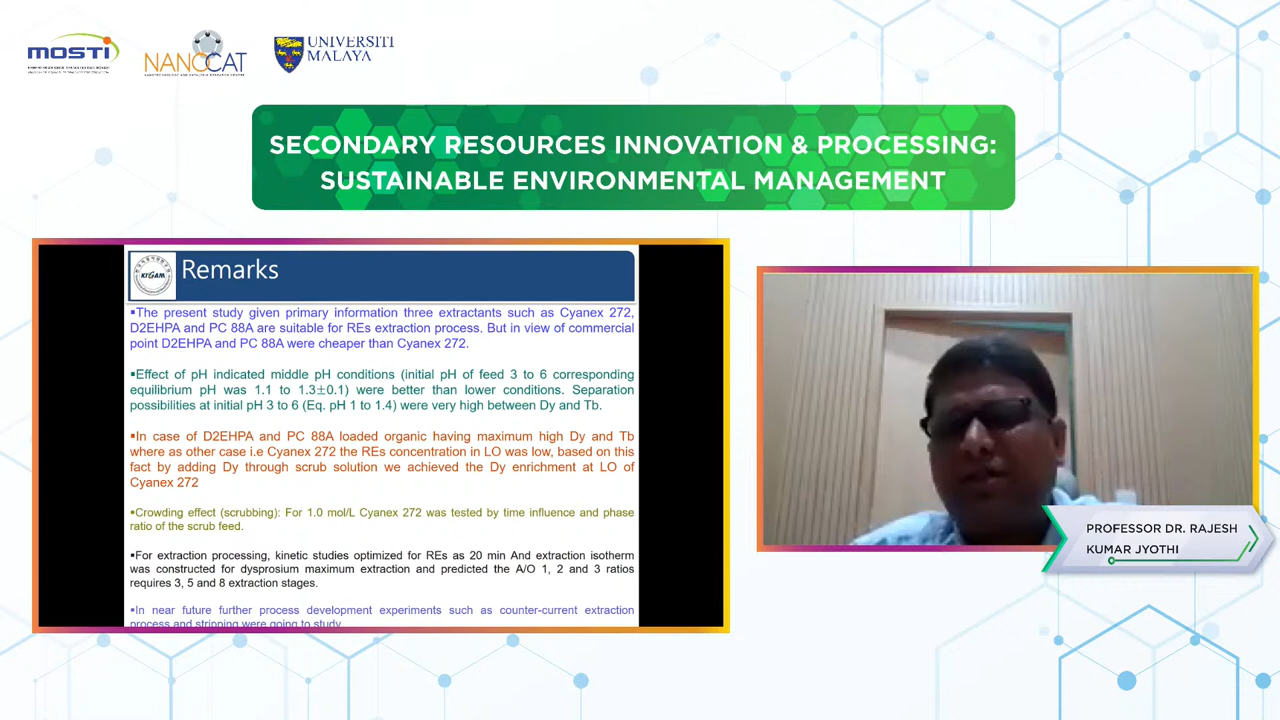 MOSTI
NANOCAT
UNIVERSITI
MALAYA
SECONDARY RESOURCES INNOVATION & PROCESSING:
SUSTAINABLE ENVIRONMENTAL MANAGEMENT
KIGAM
Remarks
▪The present study given primary information three extractants such as Cyanex 272,
D2EHPA and PC 88A are suitable for REs extraction process. But in view of commercial
point D2EHPA and PC 88A were cheaper than Cyanex 272.
▪Effect of pH indicated middle pH conditions (initial pH of feed 3 to 6 corresponding
equilibrium pH was 1.1 to 1.3±0.1) were better than lower conditions. Separation
possibilities at initial pH 3 to 6 (Eq. pH 1 to 1.4) were very high between Dy and Tb.
▪In case of D2EHPA and PC 88A loaded organic having maximum high Dy and Tb
where as other case i.e Cyanex 272 the REs concentration in LO was low, based on this
fact by adding Dy through scrub solution we achieved the Dy enrichment at LO of
Cyanex 272
▪Crowding effect (scrubbing): For 1.0 mol/L Cyanex 272 was tested by time influence and phase
ratio of the scrub feed.
▪For extraction processing, kinetic studies optimized for REs as 20 min And extraction isotherm
was constructed for dysprosium maximum extraction and predicted the A/O 1, 2 and 3 ratios
requires 3, 5 and 8 extraction stages.
▪In near future further process development experiments such as counter-current extraction
process and stripping were going to study
PROFESSOR DR. RAJESH
KUMAR JYOTHI